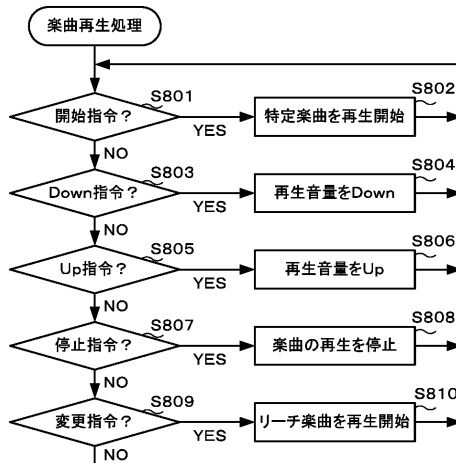 楽曲再生処理
S801
開始指令?
YES
S802
特定楽曲を再生開始
NO
S803
Down指令?
YES
S804
再生音量をDown
NO
S805
Up指令?
YES
S806
再生音量をUp
NO
S807
停止指令?
YES
S808
楽曲の再生を停止
NO
S809
変更指令?
YES
S810
リーチ楽曲を再生開始
NO